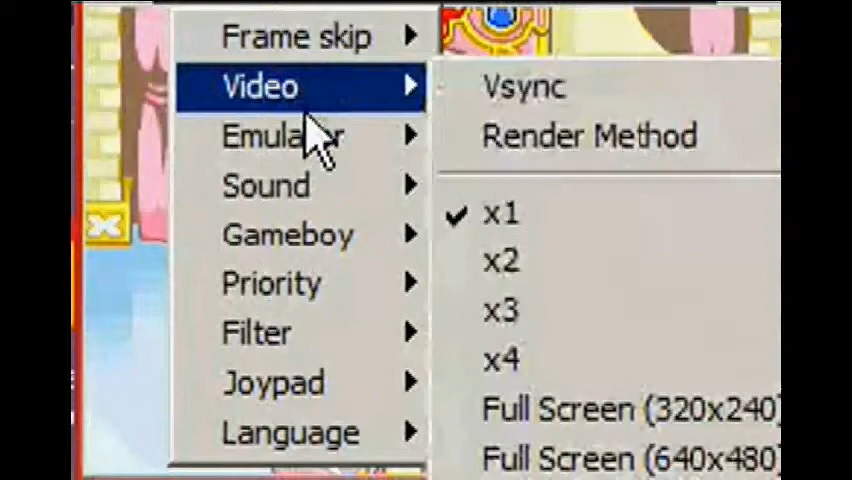 Frame skip
Video
Emulator
Sound
Gameboy
Priority
Filter
Joypad
Language
Vsync
Render Method
x1
x2
x3
x4
Full Screen (320x240)
Full Screen (640x480)